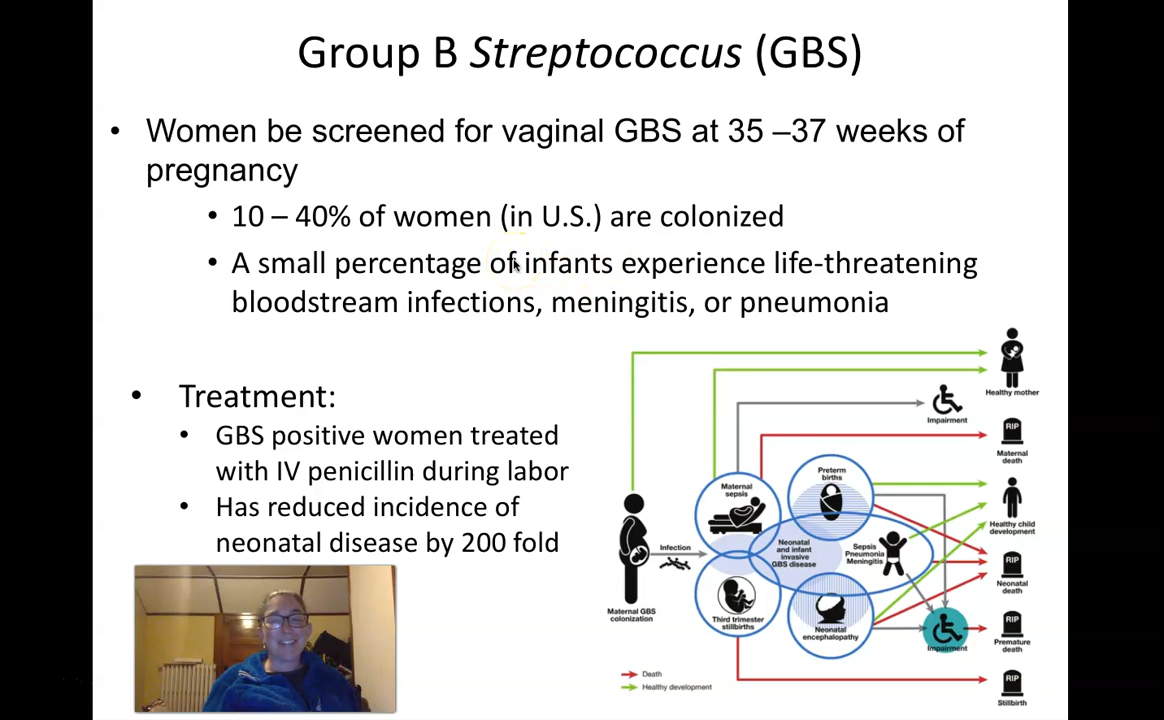 Group B Streptococcus (GBS)
• Women be screened for vaginal GBS at 35 –37 weeks of
pregnancy
• 10 – 40% of women (in U.S.) are colonized
• A small percentage of infants experience life-threatening
bloodstream infections, meningitis, or pneumonia
• Treatment:
• GBS positive women treated
with IV penicillin during labor
• Has reduced incidence of
neonatal disease by 200 fold
Healthy mother
Impairment
RIP
Maternal
death
Maternal
sepsis
Preterm
births
Healthy child
development
Infection
Neonatal
and infant
invasive
GBS disease
Sepsis
Pneumonia
Meningitis
RIP
Neonatal
death
Maternal GBS
colonization
Third trimester
stillbirths
Neonatal
encephalopathy
Impairment
RIP
Premature
death
Death
Healthy development
RIP
Stillbirth